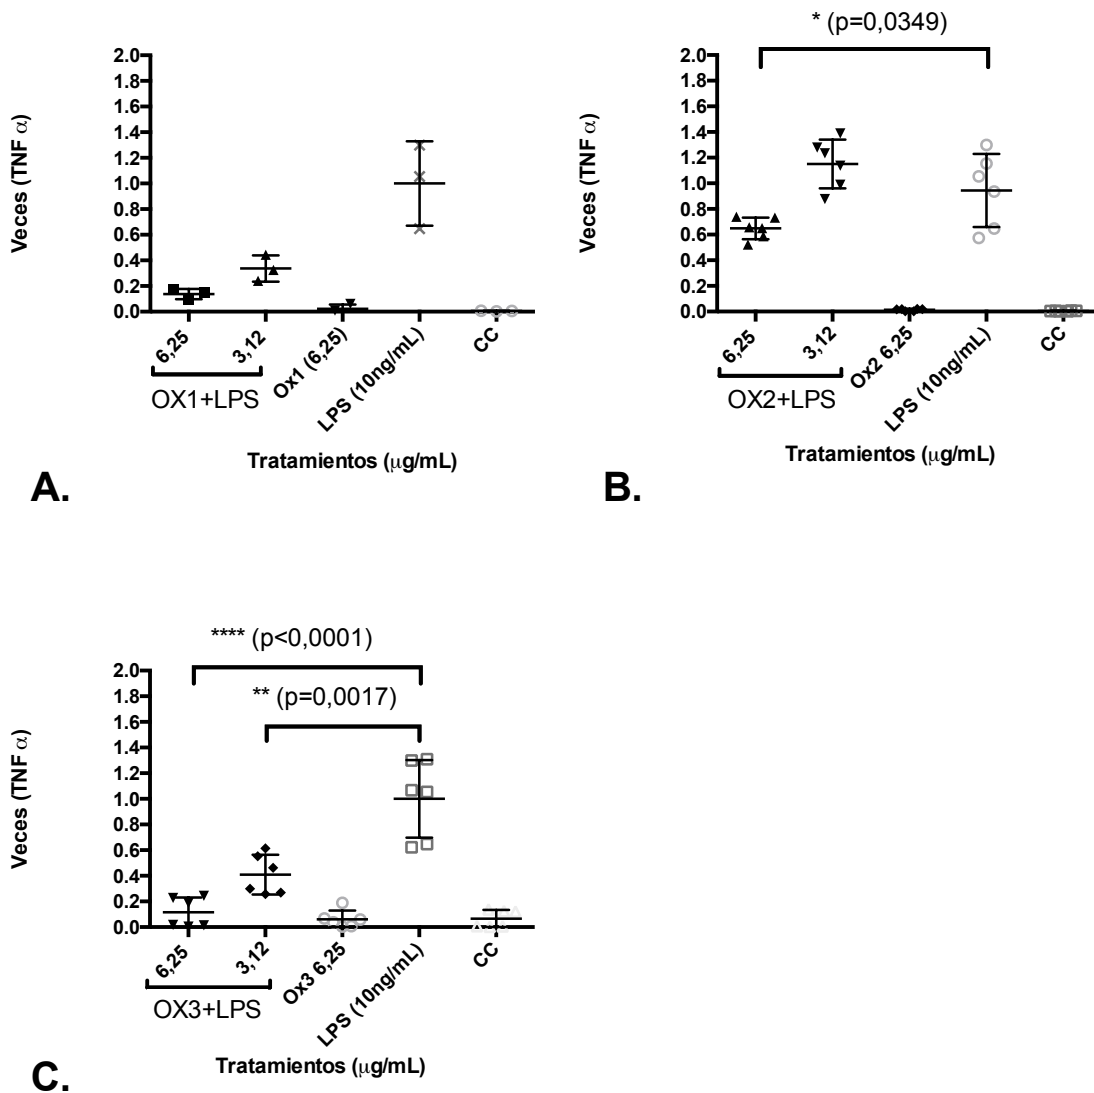 2.0
1.8
1.6
1.4
1.2
1.0
0.8
0.6
0.4
0.2
0.0
Veces (TNF α)
6,25
3,12
Ox1 (6,25)
LPS (10ng/mL)
CC
OX1+LPS
Tratamientos (μg/mL)
A.
* (p=0,0349)
2.0
1.8
1.6
1.4
1.2
1.0
0.8
0.6
0.4
0.2
0.0
Veces (TNF α)
6,25
3,12
Ox2 6,25
LPS (10ng/mL)
CC
OX2+LPS
Tratamientos (μg/mL)
B.
**** (p<0,0001)
** (p=0,0017)
2.0
1.8
1.6
1.4
1.2
1.0
0.8
0.6
0.4
0.2
0.0
Veces (TNF α)
6,25
3,12
Ox3 6,25
LPS (10ng/mL)
CC
OX3+LPS
Tratamientos (μg/mL)
C.